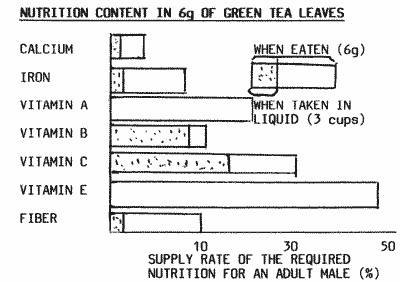 NUTRITION CONTENT IN 6g OF GREEN TEA LEAVES
CALCIUM
WHEN EATEN (6g)
IRON
VITAMIN A
WHEN TAKEN IN
LIQUID (3 cups)
VITAMIN B
VITAMIN C
VITAMIN E
FIBER
10 30 50
SUPPLY RATE OF THE REQUIRED
NUTRITION FOR AN ADULT MALE (%)